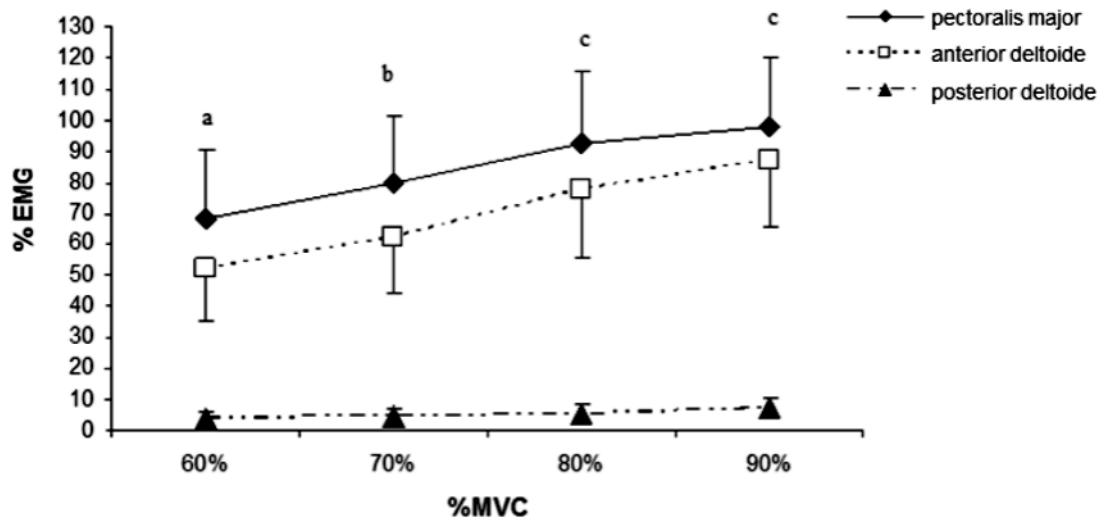 130
120
110
100
90
80
70
60
50
40
30
20
10
0
% EMG
a
b
c
c
60%
70%
80%
90%
%MVC
pectoralis major
anterior deltoide
posterior deltoide